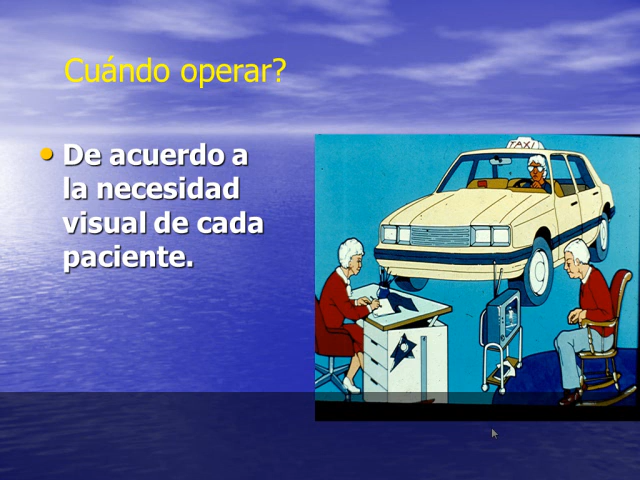 Cuándo operar?
• De acuerdo a
la necesidad
visual de cada
paciente.
TAXI